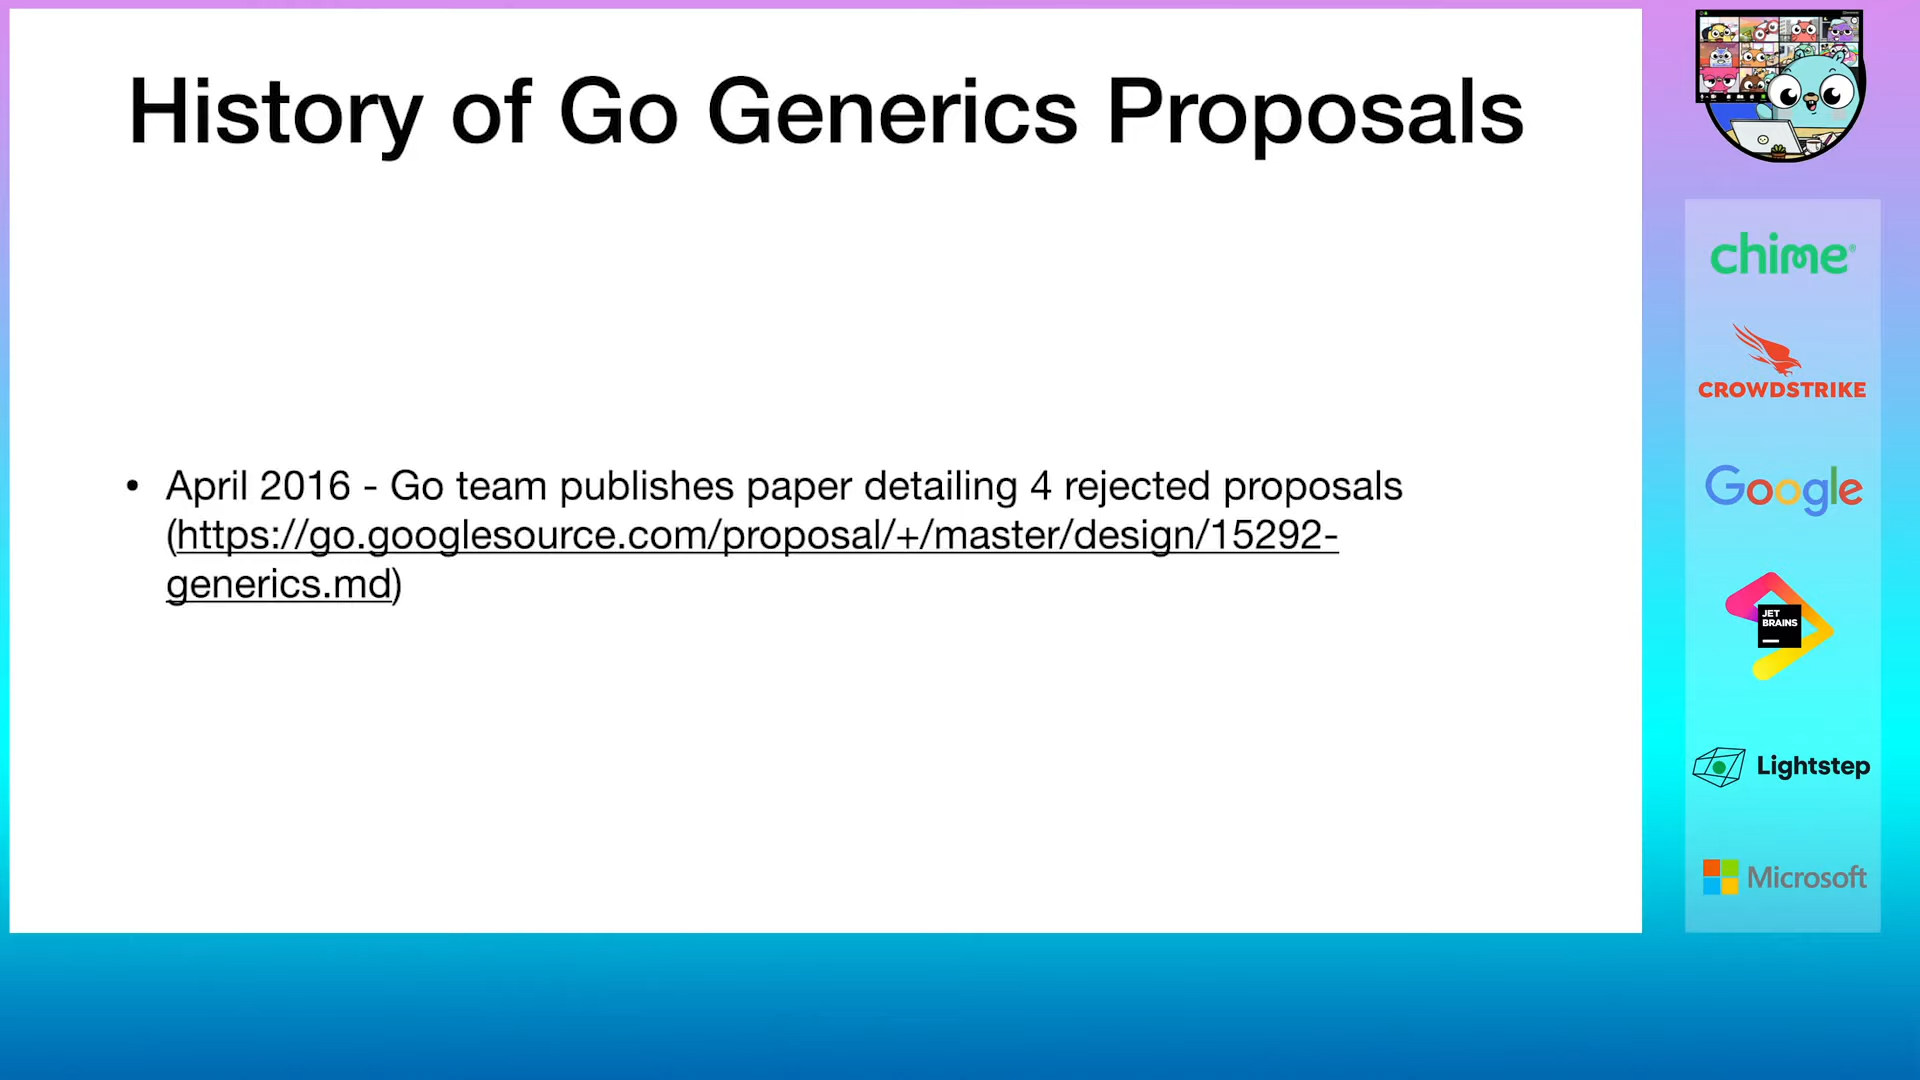 History of Go Generics Proposals
• April 2016 - Go team publishes paper detailing 4 rejected proposals
(https://go.googlesource.com/proposal/+/master/design/15292-
generics.md)
chime
CROWDSTRIKE
Google
JET
BRAINS
Lightstep
Microsoft